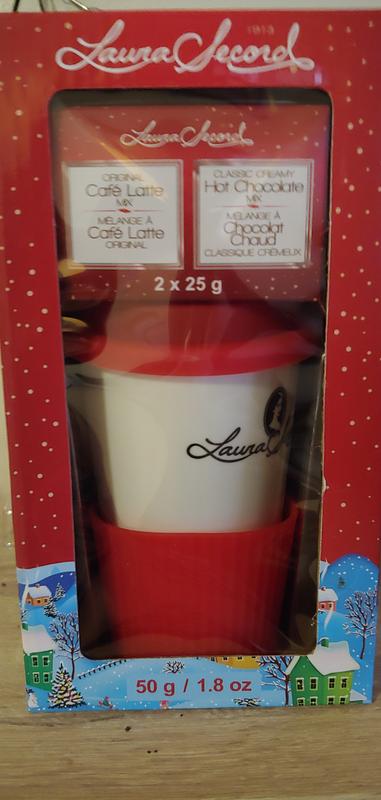 1913
Laura Secord
Laura Secord
ORIGINAL
Café Latte
MIX
MÉLANGE À
Café Latte
ORIGINAL
CLASSIC CREAMY
Hot Chocolate
MIX
MÉLANGE À
Chocolat
Chaud
CLASSIQUE CRÉMEUX
2 x 25 g
Laura
50 g / 1.8 oz